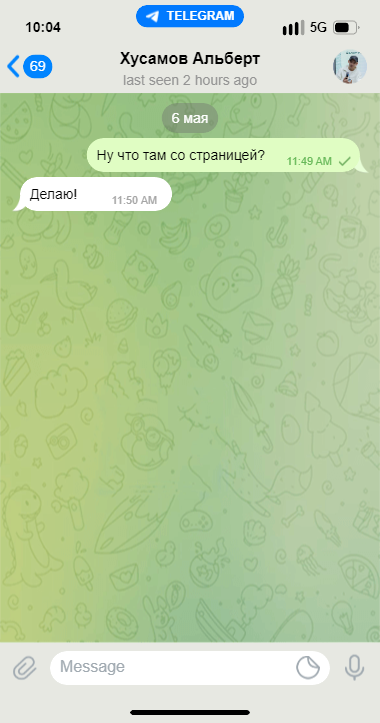 10:04
TELEGRAM
5G
69
Хусамов Альберт
last seen 2 hours ago
6 мая
Ну что там со страницей? 11:49 AM
Делаю! 11:50 AM
Message